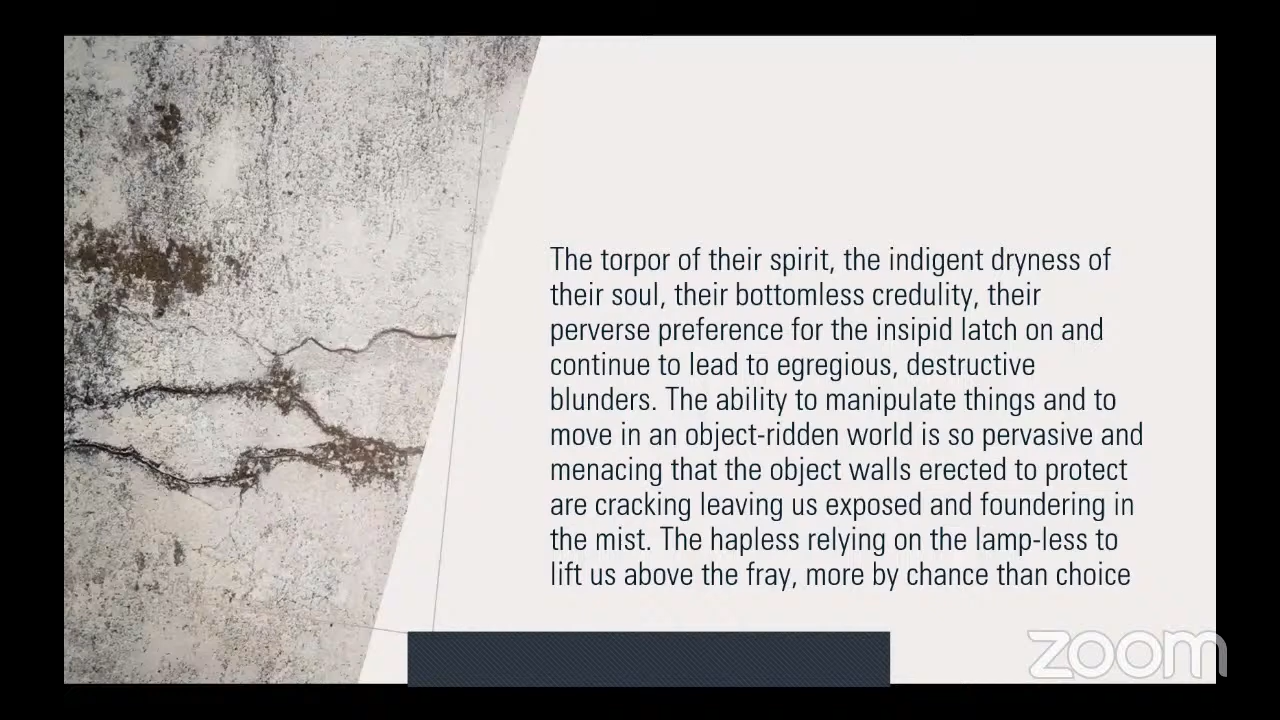 The torpor of their spirit, the indigent dryness of
their soul, their bottomless credulity, their
perverse preference for the insipid latch on and
continue to lead to egregious, destructive
blunders. The ability to manipulate things and to
move in an object-ridden world is so pervasive and
menacing that the object walls erected to protect
are cracking leaving us exposed and foundering in
the mist. The hapless relying on the lamp-less to
lift us above the fray, more by chance than choice
zoom